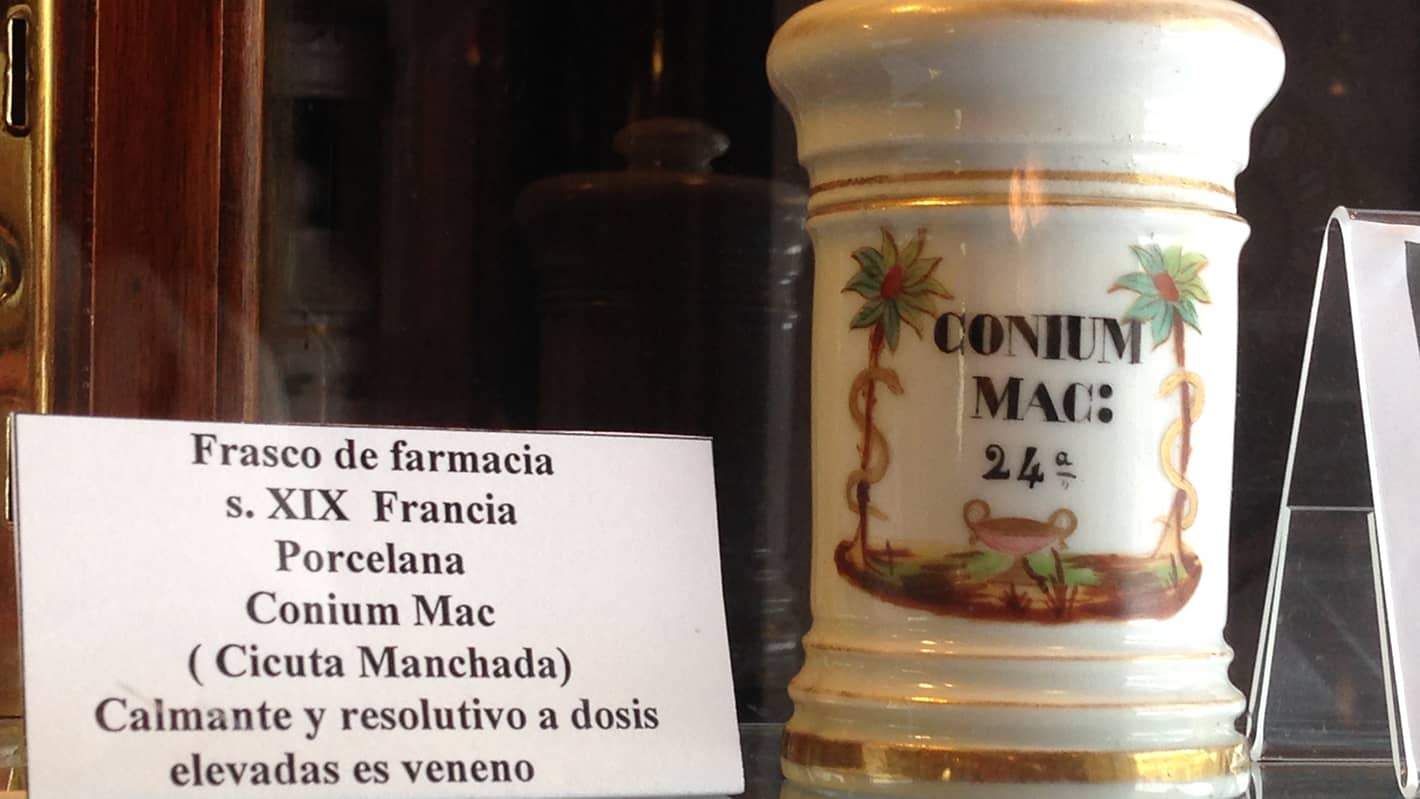 Frasco de farmacia
s. XIX Francia
Porcelana
Conium Mac
( Cicuta Manchada)
Calmante y resolutivo a dosis
elevadas es veneno
CONIUM
MAC:
24ª